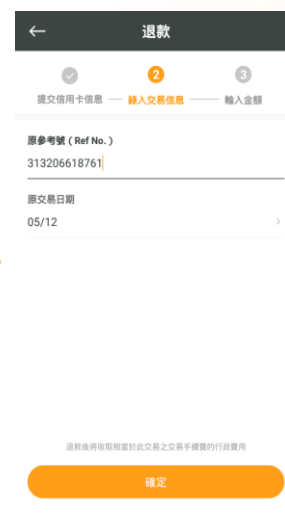 退款
2
3
提交信用卡信息
錄入交易信息
輸入金額
原參考號 ( Ref No. )
313206618761
原交易日期
05/12
退款後將收取相當於此交易之交易手續費的行政費用
確定